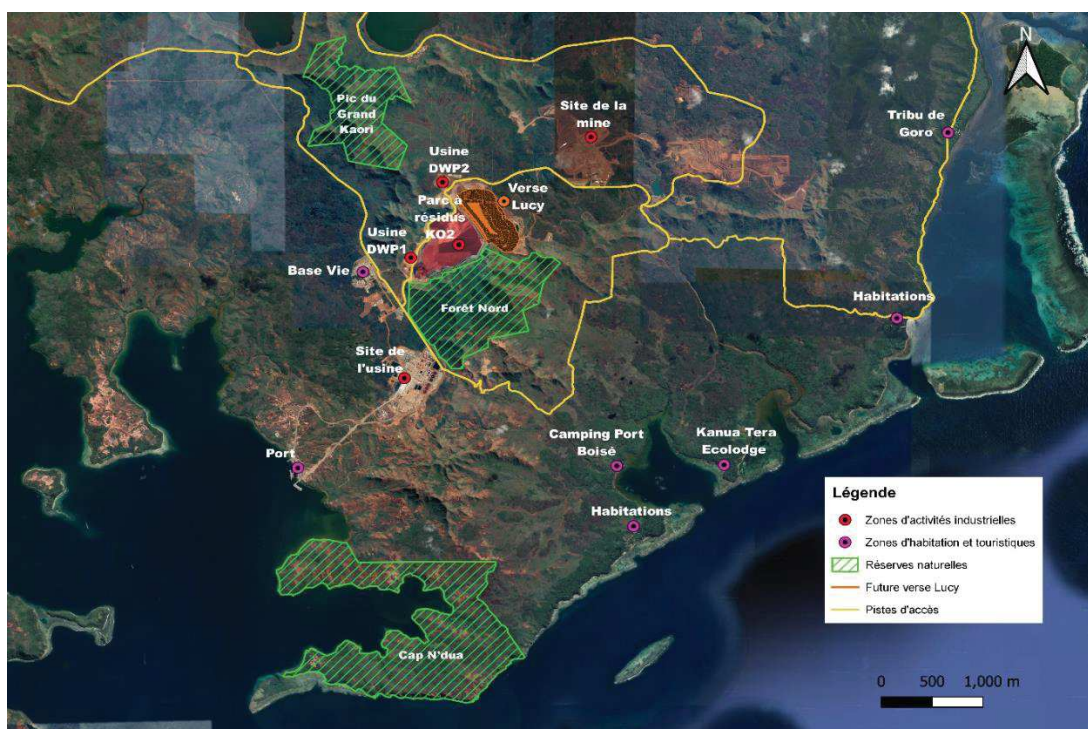 N
Pic du
Grand
Kaori
Site de la
mine
Tribu de
Goro
Usine
DWP2
Verse
Lucy
Parc à
résidus
KO2
Usine
DWP1
Base Vie
Forêt Nord
Habitations
Site de
l'usine
Camping Port
Boisé
Kanua Tera
Ecolodge
Port
Habitations
Cap N'dua
Légende
Zones d'activités industrielles
Zones d'habitation et touristiques
Réserves naturelles
Future verse Lucy
Pistes d'accès
0 500 1,000 m